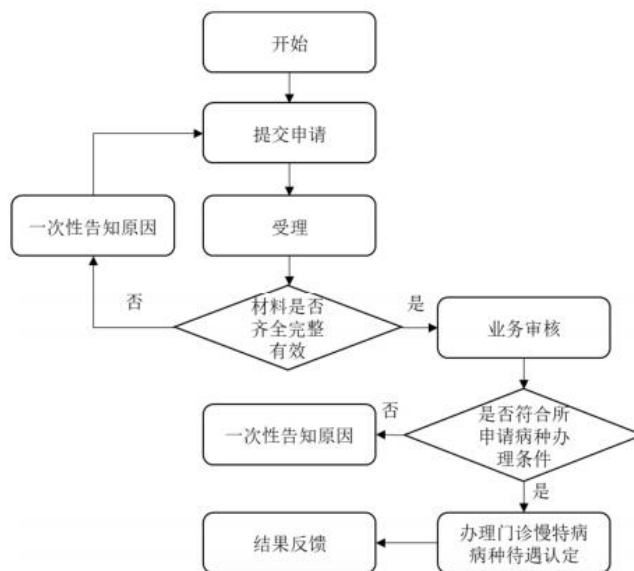 开始
提交申请
一次性告知原因
受理
否
材料是否
齐全完整
有效
是
业务审核
一次性告知原因
否
是否符合所
申请病种办
理条件
是
结果反馈
办理门诊慢特病
病种待遇认定